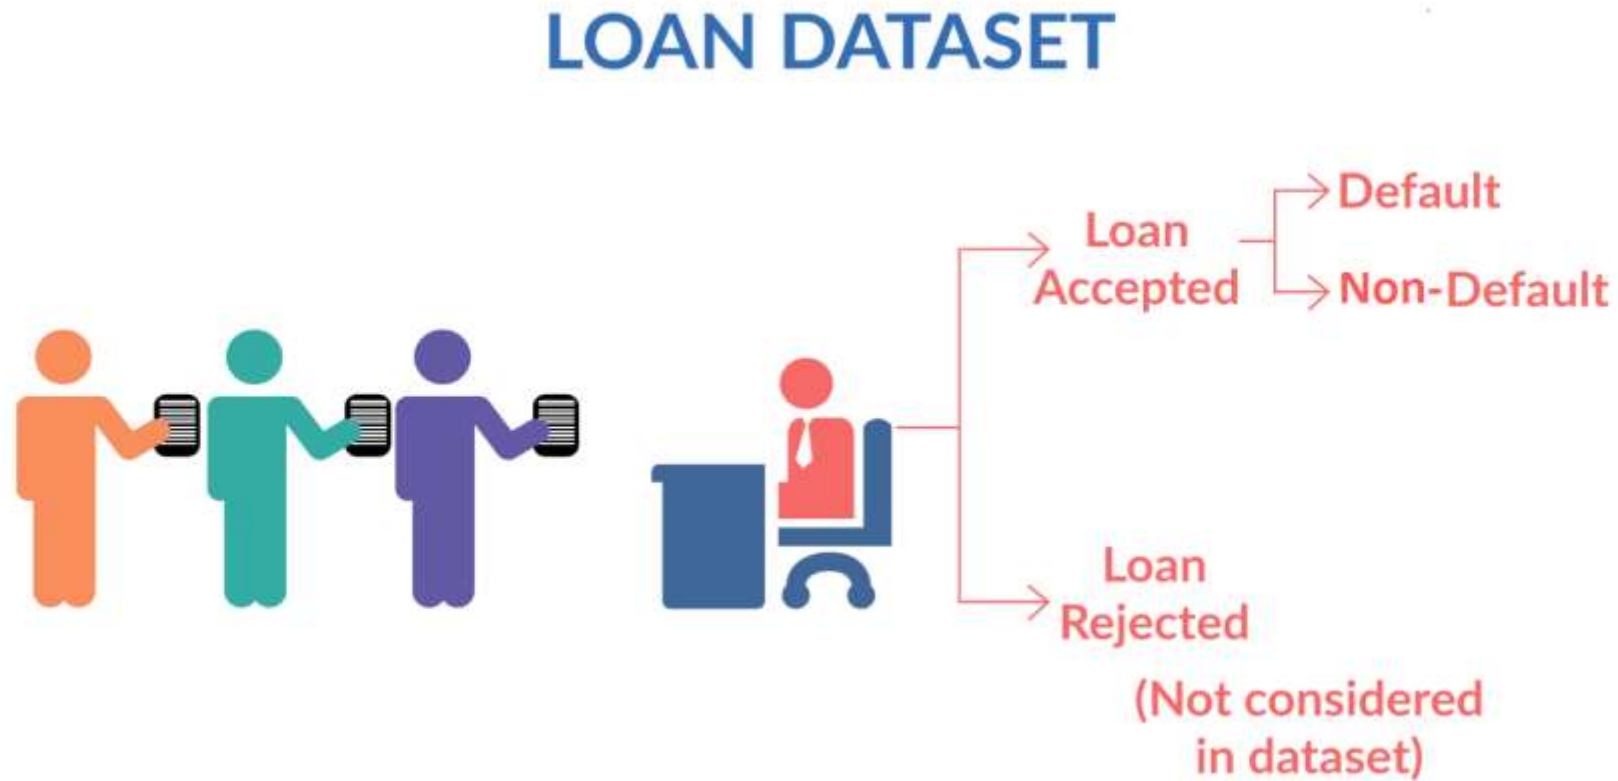 LOAN DATASET
Default
Loan
Accepted
Non-Default
Loan
Rejected
(Not considered
in dataset)